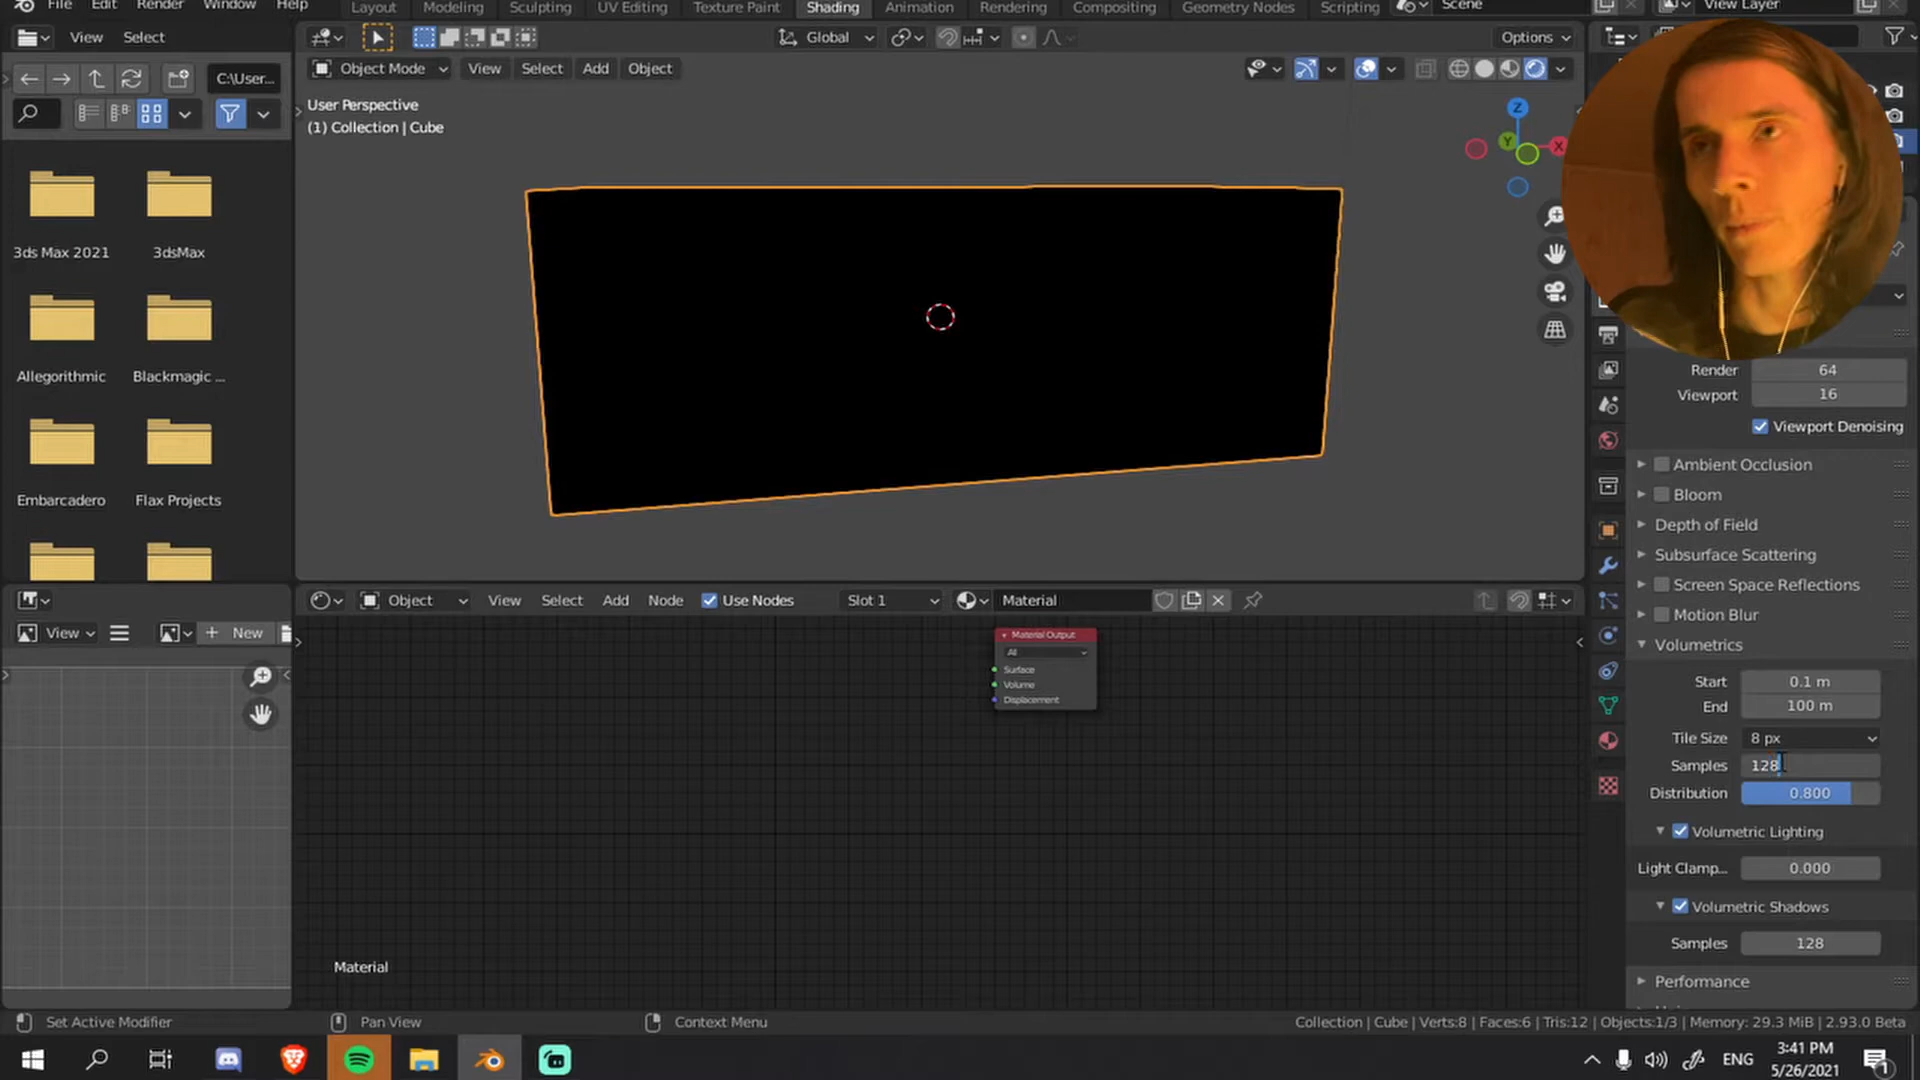 File Edit Render Window Help
Layout Modeling Sculpting UV Editing Texture Paint Shading Animation Rendering Compositing Geometry Nodes Scripting
Scene
View Layer
View Select
Global
Options
C:\User...
Object Mode View Select Add Object
User Perspective
(1) Collection | Cube
Z
Y
X
3ds Max 2021
3dsMax
Allegorithmic
Blackmagic ...
Embarcadero
Flax Projects
Render 64
Viewport 16
Viewport Denoising
Ambient Occlusion
Bloom
Depth of Field
Subsurface Scattering
Screen Space Reflections
Motion Blur
Volumetrics
Start 0.1 m
End 100 m
Tile Size 8 px
Samples 128
Distribution 0.800
Volumetric Lighting
Light Clamp... 0.000
Volumetric Shadows
Samples 128
Performance
Object View Select Add Node Use Nodes Slot 1 Material
View New
Material Output
All
Surface
Volume
Displacement
Material
Set Active Modifier
Pan View
Context Menu
Collection | Cube | Verts:8 | Faces:6 | Tris:12 | Objects:1/3 | Memory: 29.3 MiB | 2.93.0 Beta
ENG
3:41 PM
5/26/2021
1